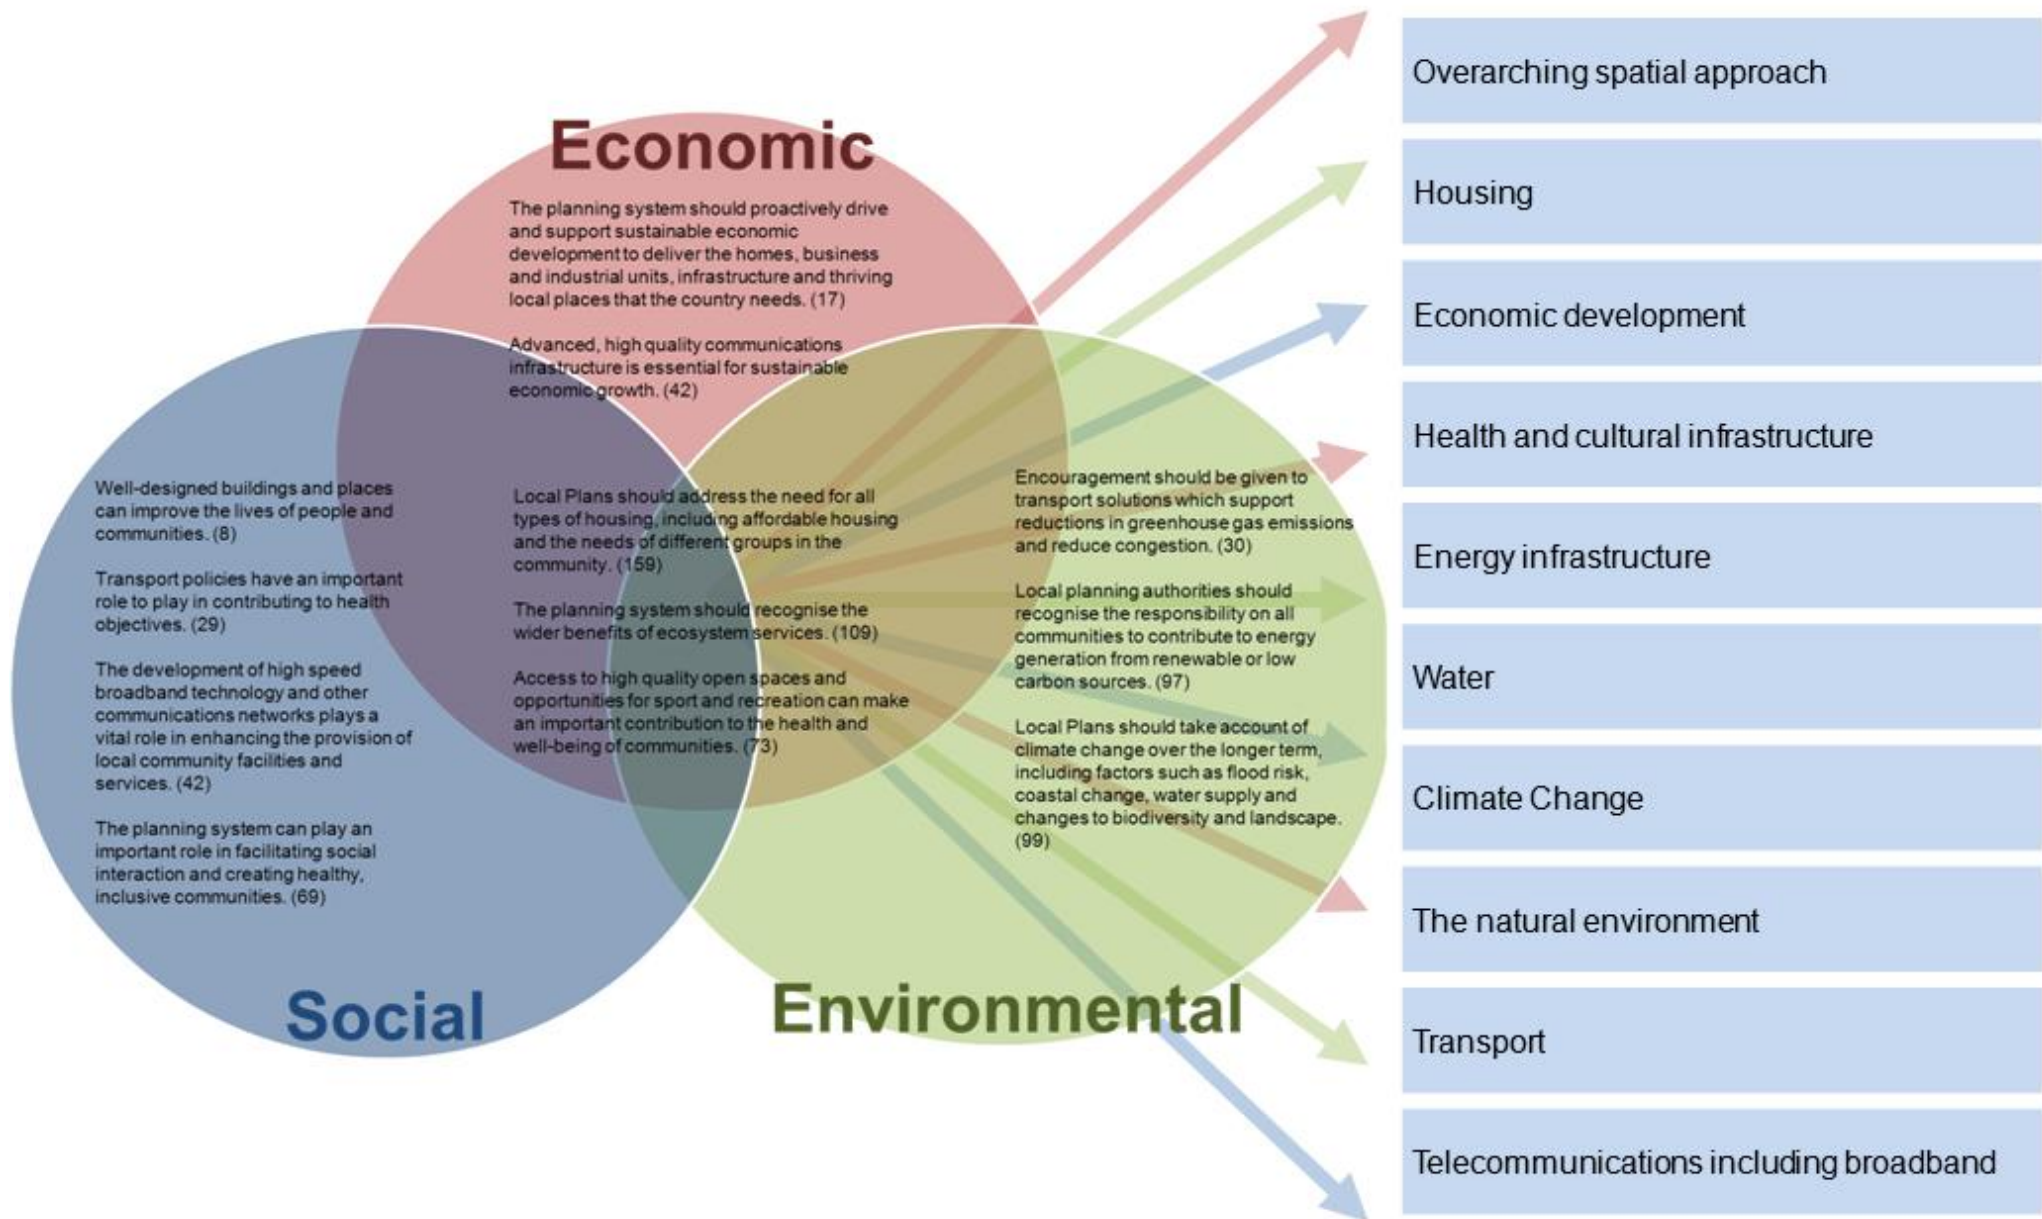 Economic
The planning system should proactively drive
and support sustainable economic
development to deliver the homes, business
and industrial units, infrastructure and thriving
local places that the country needs. (17)
Advanced, high quality communications
infrastructure is essential for sustainable
economic growth. (42)
Well-designed buildings and places
can improve the lives of people and
communities. (8)
Transport policies have an important
role to play in contributing to health
objectives. (29)
The development of high speed
broadband technology and other
communications networks plays a
vital role in enhancing the provision of
local community facilities and
services. (42)
The planning system can play an
important role in facilitating social
interaction and creating healthy,
inclusive communities. (69)
Social
Local Plans should address the need for all
types of housing, including affordable housing
and the needs of different groups in the
community. (159)
The planning system should recognise the
wider benefits of ecosystem services. (109)
Access to high quality open spaces and
opportunities for sport and recreation can make
an important contribution to the health and
well-being of communities. (73)
Encouragement should be given to
transport solutions which support
reductions in greenhouse gas emissions
and reduce congestion. (30)
Local planning authorities should
recognise the responsibility on all
communities to contribute to energy
generation from renewable or low
carbon sources. (97)
Local Plans should take account of
climate change over the longer term,
including factors such as flood risk,
coastal change, water supply and
changes to biodiversity and landscape.
(99)
Environmental
Overarching spatial approach
Housing
Economic development
Health and cultural infrastructure
Energy infrastructure
Water
Climate Change
The natural environment
Transport
Telecommunications including broadband